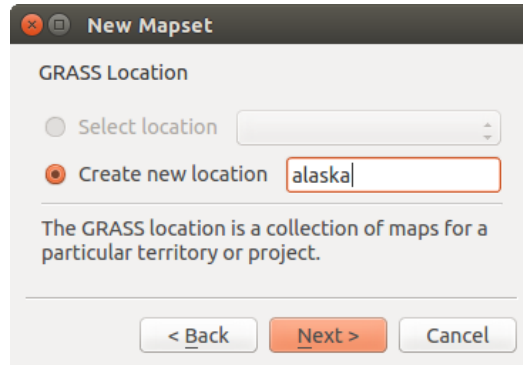 New Mapset
GRASS Location
Select location
Create new location alaska
The GRASS location is a collection of maps for a
particular territory or project.
< Back Next > Cancel